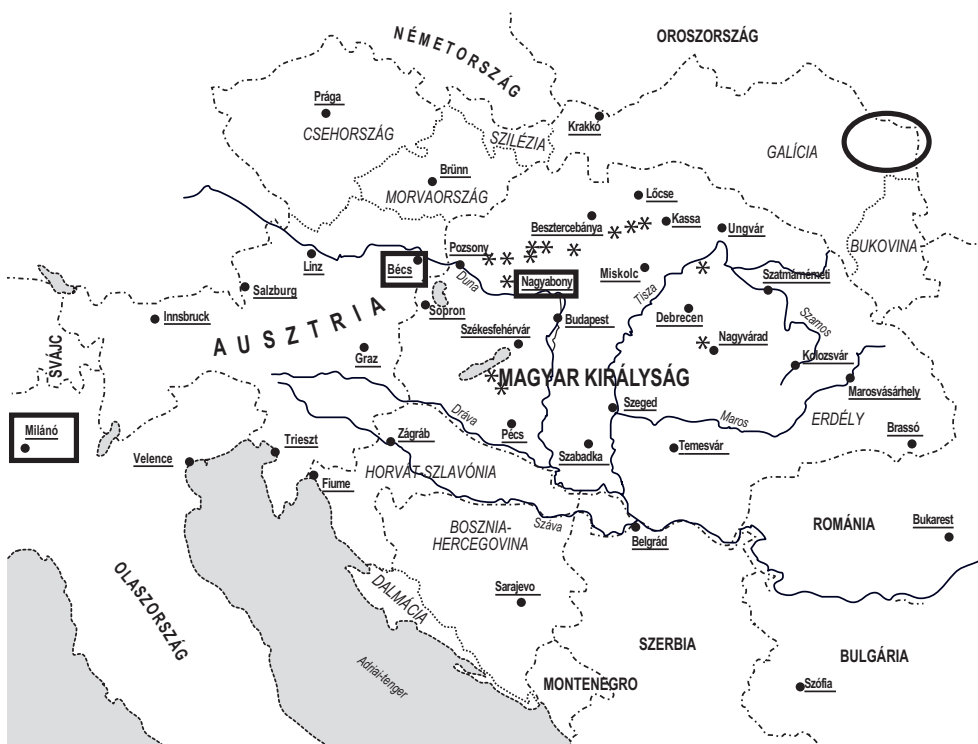 NÉMETORSZÁG
OROSZORSZÁG
Prága
CSEHORSZÁG
SZILÉZIA
Krakkó
GALÍCIA
Brünn
MORVAORSZÁG
Lőcse
Besztercebánya
Kassa
Ungvár
BUKOVINA
Linz
Bécs
Pozsony
Duna
Nagybony
Miskolc
Tisza
Szatmárnémeti
Salzburg
Sopron
Innsbruck
AUSZTRIA
Székesfehérvár
Budapest
Debrecen
Szamos
Nagyvárad
SVÁJC
Graz
Kolozsvár
MAGYAR KIRÁLYSÁG
Marosvásárhely
Milánó
Dráva
Szeged
Maros
ERDÉLY
Velence
Trieszt
Zágráb
Pécs
Szabadka
Temesvár
Brassó
HORVÁT-SZLAVÓNIA
Fiume
BOSZNIA-
HERCEGOVINA
Száva
Belgrád
ROMÁNIA
Bukarest
OLASZORSZÁG
DALMÁCIA
Sarajevo
SZERBIA
BULGÁRIA
Adriai-tenger
MONTENEGRO
Szófia